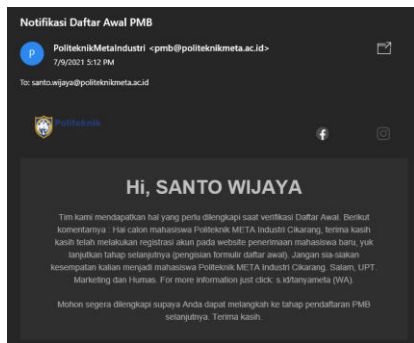 Notifikasi Daftar Awal PMB
P
PoliteknikMetaIndustri <pmb@politeknikmeta.ac.id>
7/9/2021 5:12 PM
To: santo.wijaya@politeknikmeta.ac.id
Politeknik
Hi, SANTO WIJAYA
Tim kami mendapatkan hal yang perlu dilengkapi saat verifikasi Daftar Awal. Berikut
komentarnya : Hai calon mahasiswa Politeknik META Industri Cikarang, terima kasih
kasih telah melakukan registrasi akun pada website penerimaan mahasiswa baru, yuk
lanjutkan tahap selanjutnya (pengisian formulir daftar awal). Jangan sia-siakan
kesempatan kalian menjadi mahasiswa Politeknik META Industri Cikarang. Salam, UPT.
Marketing dan Humas. For more information just click: s.id/tanyameta (WA).
Mohon segera dilengkapi supaya Anda dapat melangkah ke tahap pendaftaran PMB
selanjutnya. Terima kasih.